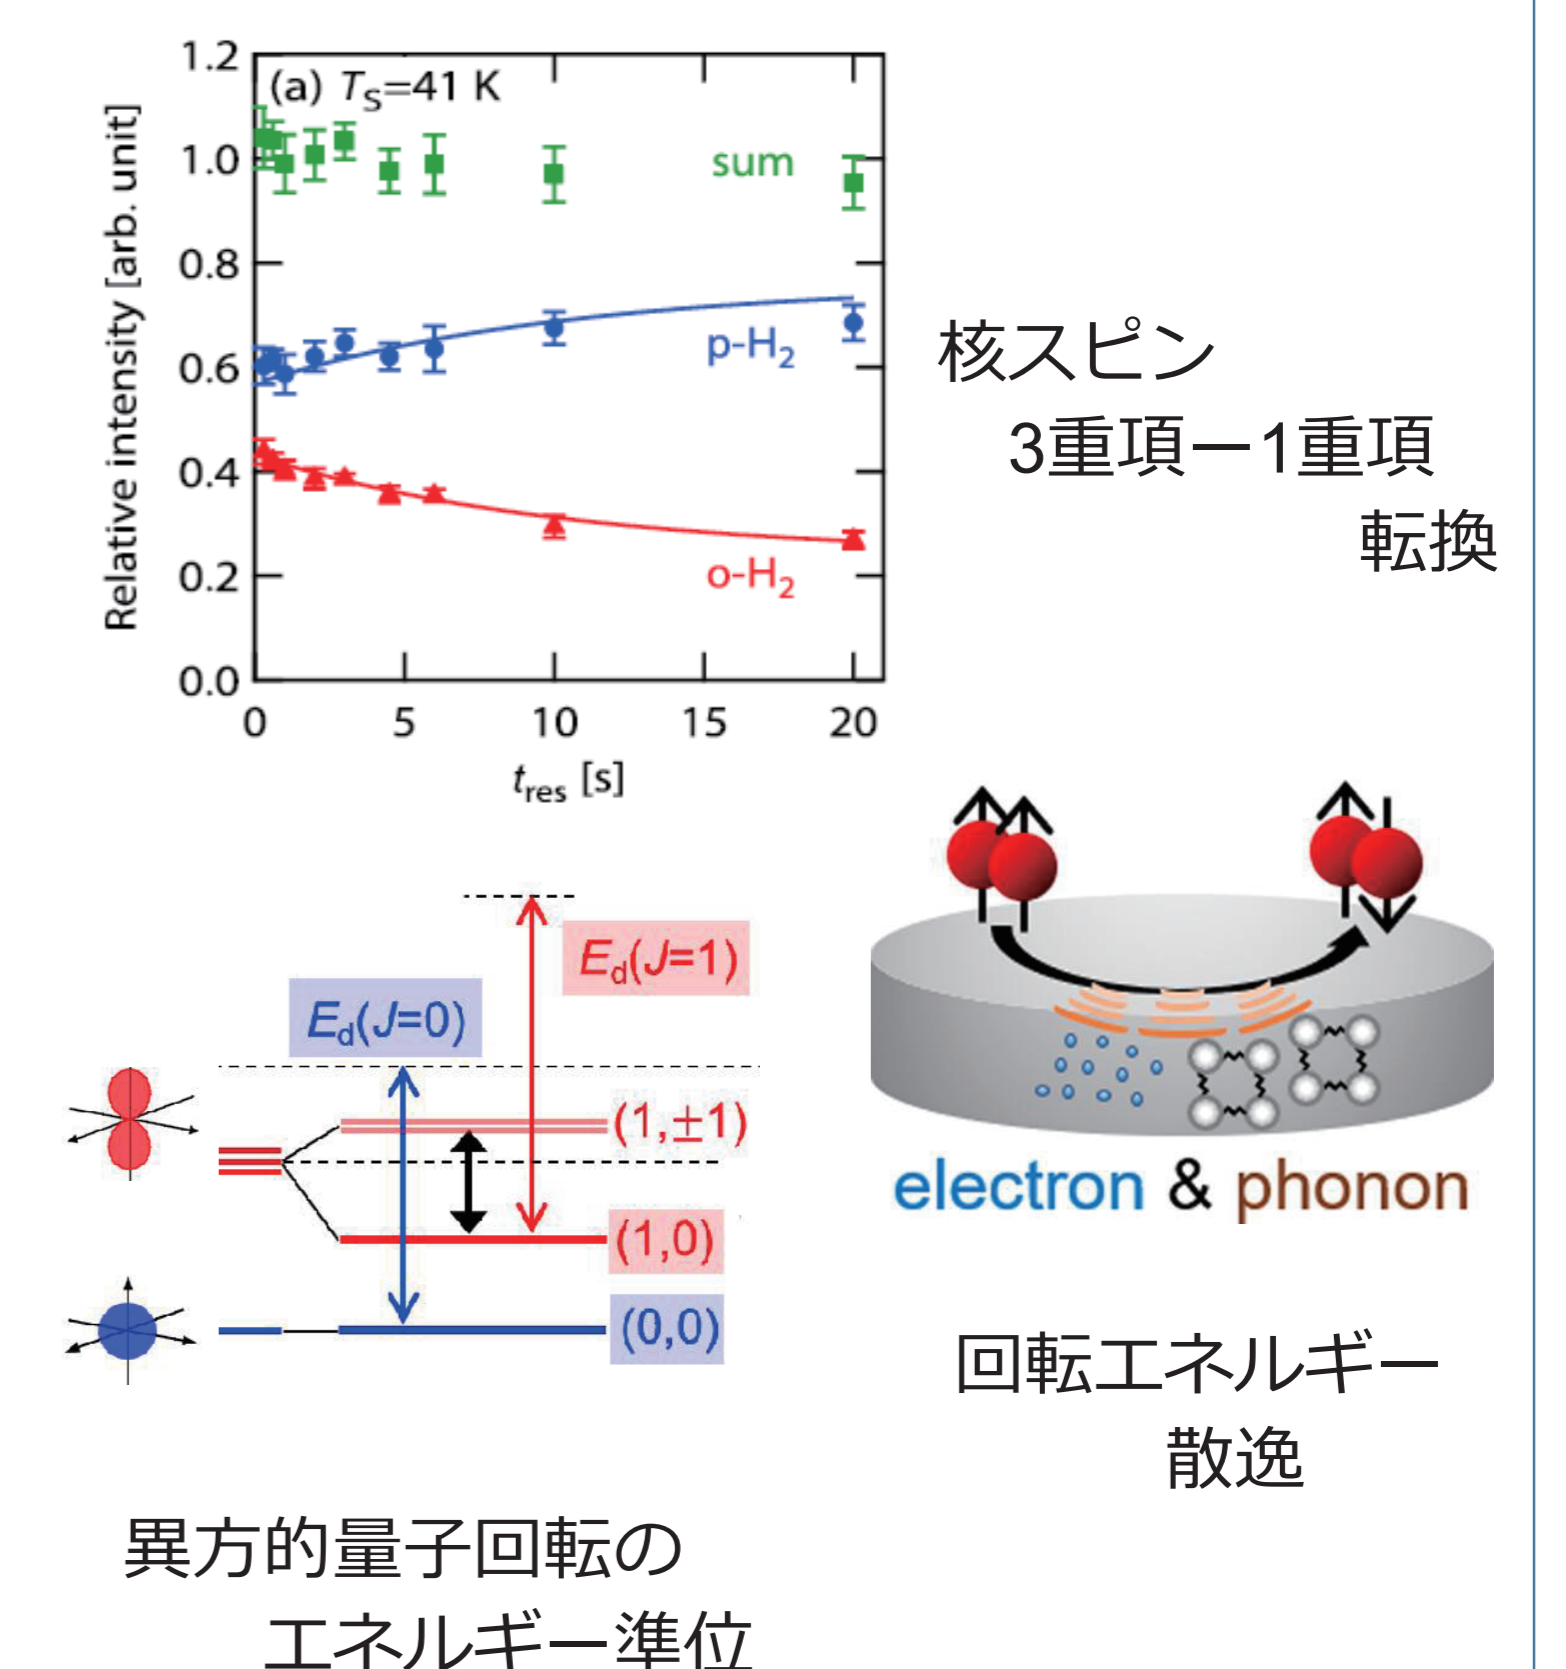 (a) Tₛ=41 K
Relative intensity [arb. unit]
1.2
1.0
0.8
0.6
0.4
0.2
0.0
sum
p-H₂
o-H₂
0 5 10 15 20
t_res [s]
核スピン
3重項ー1重項
転換
E_d(J=1)
E_d(J=0)
(1,±1)
(1,0)
(0,0)
electron & phonon
回転エネルギー
散逸
異方的量子回転の
エネルギー準位